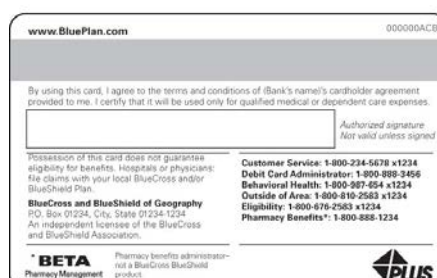 www.BluePlan.com
000000ACB
By using this card, I agree to the terms and conditions of (Bank's name)'s cardholder agreement
provided to me. I certify that it will be used only for qualified medical or dependent care expenses.
Authorized signature
Not valid unless signed
Possession of this card does not guarantee
eligibility for benefits. Hospitals or physicians:
file claims with your local BlueCross and/or
BlueShield Plan.
BlueCross and BlueShield of Geography
P.O. Box 01234, City, State 01234-1234
An independent licensee of the BlueCross
and BlueShield Association.
Customer Service: 1-800-234-5678 x1234
Debit Card Administrator: 1-800-888-3456
Behavioral Health: 1-800-987-654 x1234
Outside of Area: 1-800-810-2583 x1234
Eligibility: 1-800-676-2583 x1234
Pharmacy Benefits*: 1-800-888-1234
* BETA
Pharmacy Management
Pharmacy benefits administrator–
not a BlueCross BlueShield
product.
PLUS